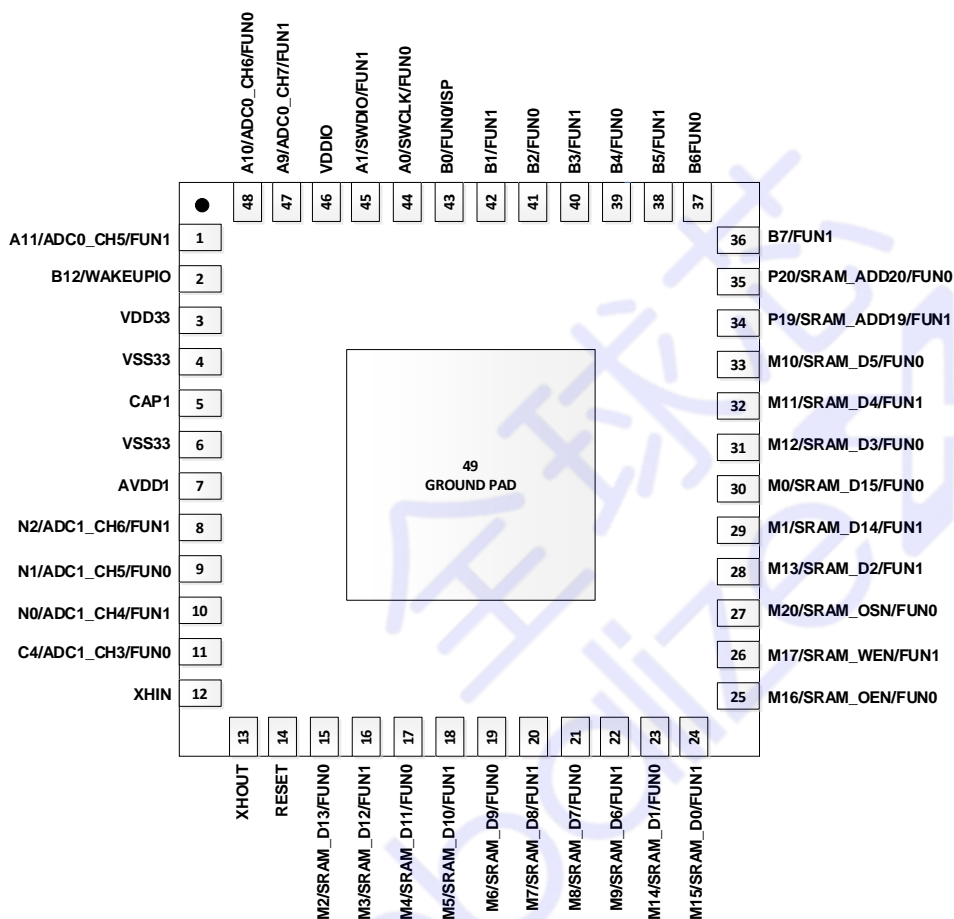 A10/ADC0_CH6/FUN0
A9/ADC0_CH7/FUN1
VDDIO
A1/SWDIO/FUN1
A0/SWCLK/FUN0
B0/FUN0/ISP
B1/FUN1
B2/FUN0
B3/FUN1
B4/FUN0
B5/FUN1
B6FUN0
48
47
46
45
44
43
42
41
40
39
38
37
A11/ADC0_CH5/FUN1 1
B12/WAKEUPIO 2
VDD33 3
VSS33 4
CAP1 5
VSS33 6
AVDD1 7
N2/ADC1_CH6/FUN1 8
N1/ADC1_CH5/FUN0 9
N0/ADC1_CH4/FUN1 10
C4/ADC1_CH3/FUN0 11
XHIN 12
49
GROUND PAD
36 B7/FUN1
35 P20/SRAM_ADD20/FUN0
34 P19/SRAM_ADD19/FUN1
33 M10/SRAM_D5/FUN0
32 M11/SRAM_D4/FUN1
31 M12/SRAM_D3/FUN0
30 M0/SRAM_D15/FUN0
29 M1/SRAM_D14/FUN1
28 M13/SRAM_D2/FUN1
27 M20/SRAM_OSN/FUN0
26 M17/SRAM_WEN/FUN1
25 M16/SRAM_OEN/FUN0
13
14
15
16
17
18
19
20
21
22
23
24
XHOUT
RESET
M2/SRAM_D13/FUN0
M3/SRAM_D12/FUN1
M4/SRAM_D11/FUN0
M5/SRAM_D10/FUN1
M6/SRAM_D9/FUN0
M7/SRAM_D8/FUN1
M8/SRAM_D7/FUN0
M9/SRAM_D6/FUN1
M14/SRAM_D1/FUN0
M15/SRAM_D0/FUN1
全球芯